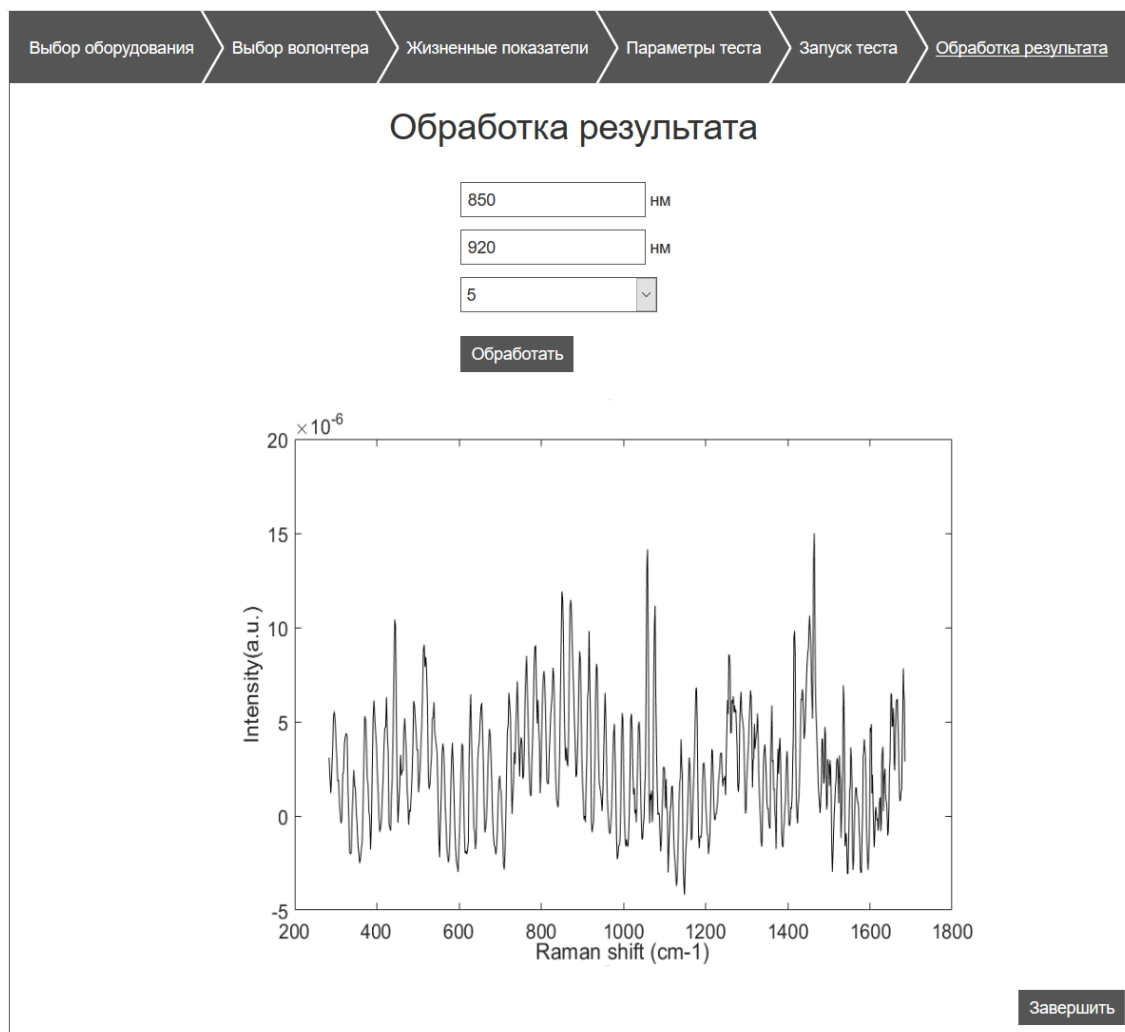 Выбор оборудования Выбор волонтера Жизненные показатели Параметры теста Запуск теста Обработка результата
Обработка результата
850 нм
920 нм
5
Обработать
×10-6
20
15
10
5
0
-5
Intensity(a.u.)
200 400 600 800 1000 1200 1400 1600 1800
Raman shift (cm-1)
Завершить